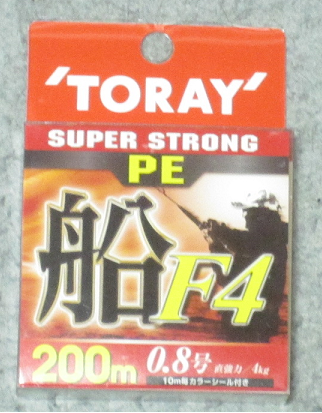 'TORAY'
SUPER STRONG
PE
船F4
200m 0.8号 直強力/4kg
10m毎カラーシール付き